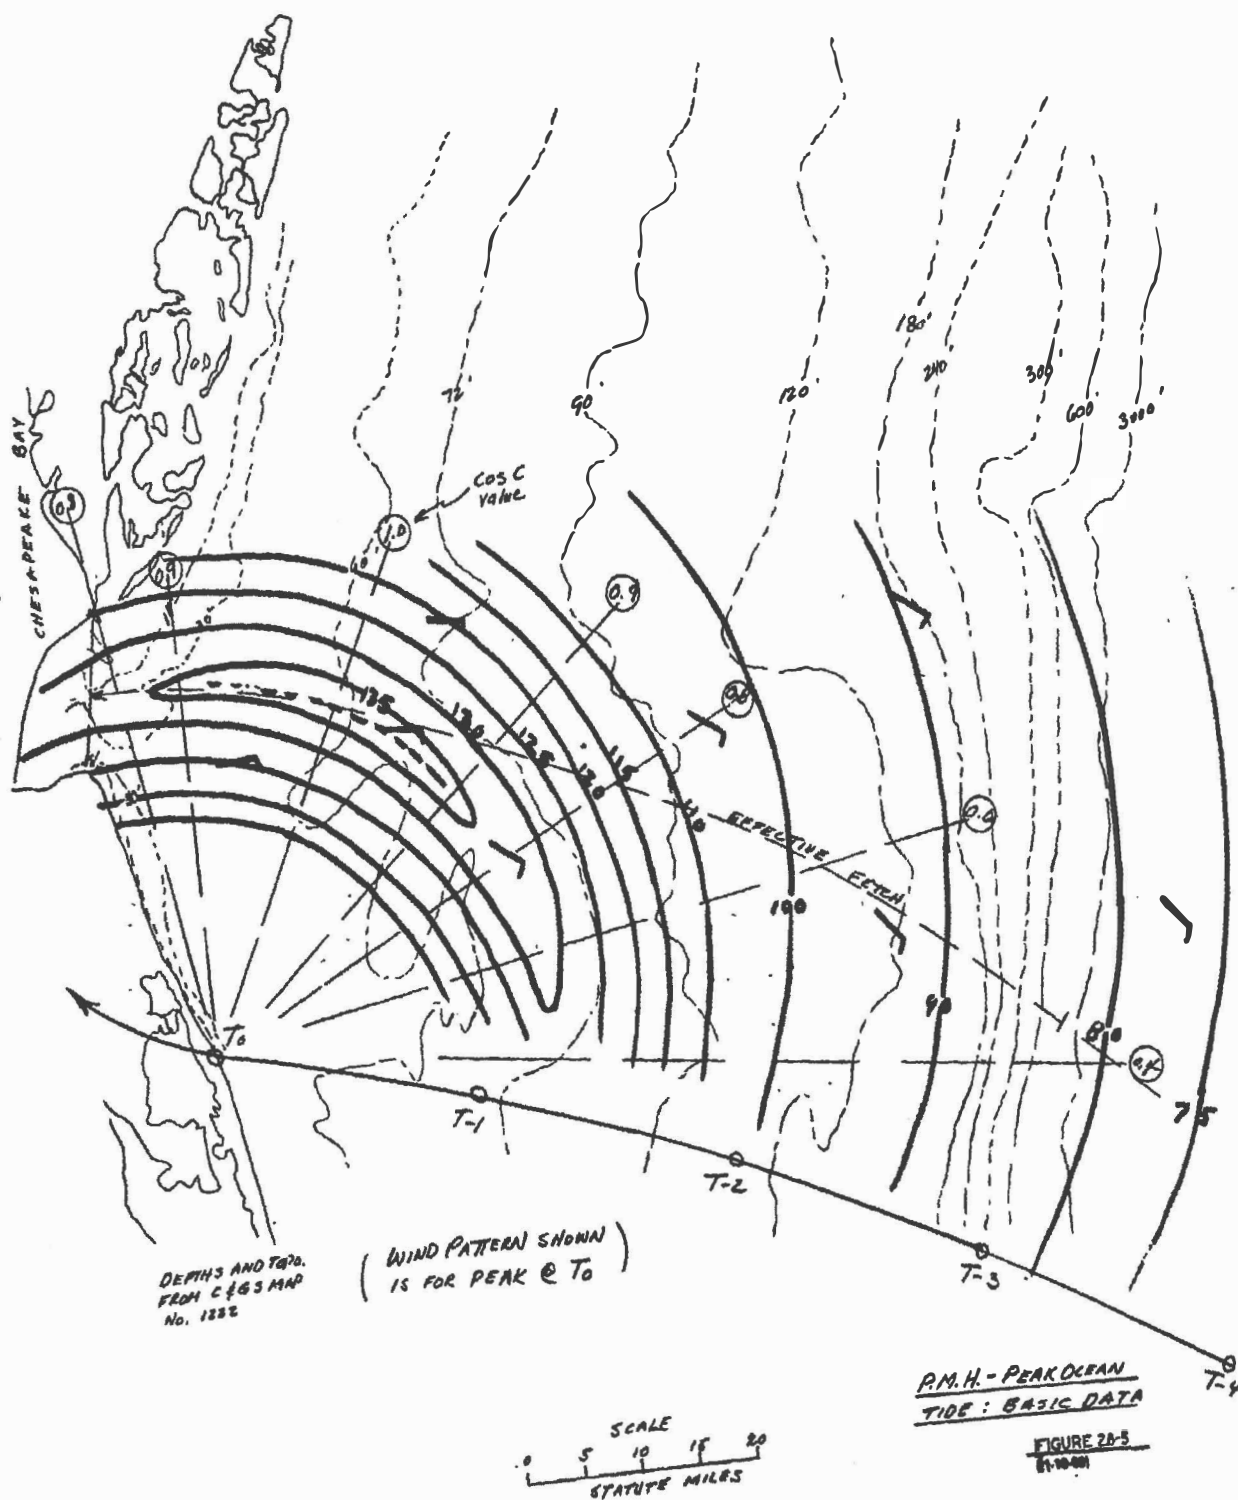 180'
240'
300'
600'
3000'
72'
90'
120'
CHESAPEAKE BAY
COS C
value
0.8
0.9
1.0
0.9
0.8
0.6
135
130
125
120
115
110
EFFECTIVE
FETCH
100
90
80
75
T0
T-1
T-2
T-3
T-4
DEPTHS AND TOPO.
FROM C & GS MAP
No. 1222
(WIND PATTERN SHOWN
IS FOR PEAK @ T0)
P.M.H. - PEAK OCEAN
TIDE : BASIC DATA
SCALE
0 5 10 15 20
STATUTE MILES
FIGURE 2B-5